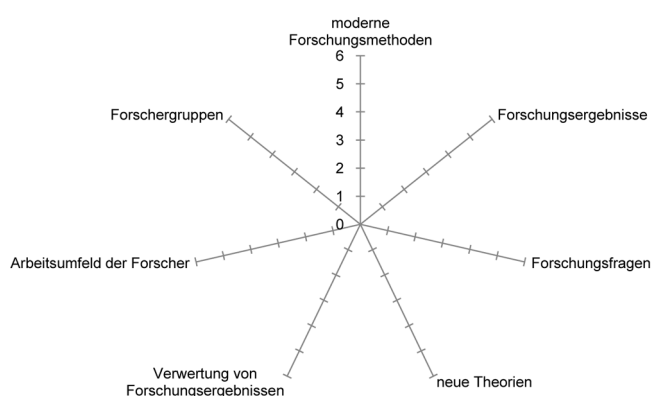 moderne
Forschungsmethoden
6
5
4
3
2
1
0
Forschergruppen
Forschungsergebnisse
Arbeitsumfeld der Forscher
Forschungsfragen
Verwertung von
Forschungsergebnissen
neue Theorien